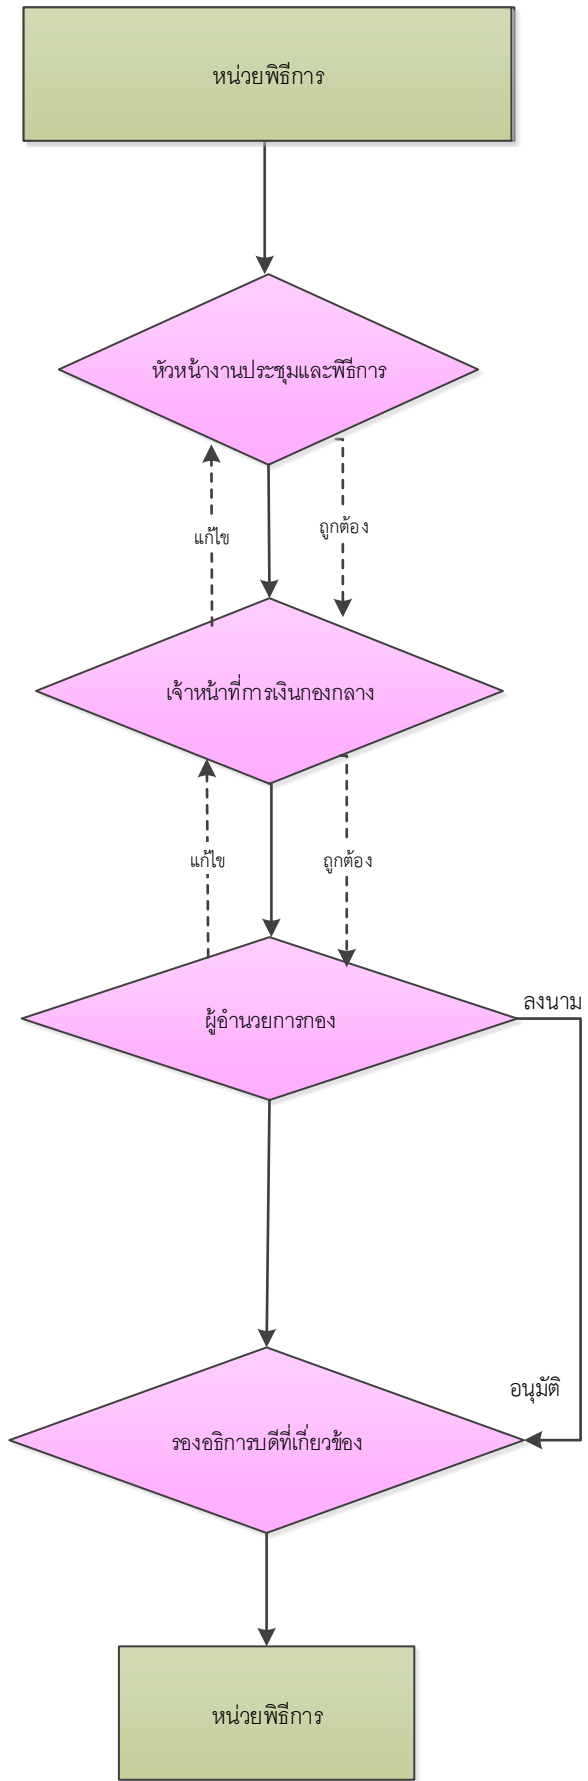 หน่วยพิธีการ
หัวหน้างานประชุมและพิธีการ
แก้ไข
ถูกต้อง
เจ้าหน้าที่การเงินกองกลาง
แก้ไข
ถูกต้อง
ผู้อำนวยการกอง
ลงนาม
อนุมัติ
รองอธิการบดีที่เกี่ยวข้อง
หน่วยพิธีการ